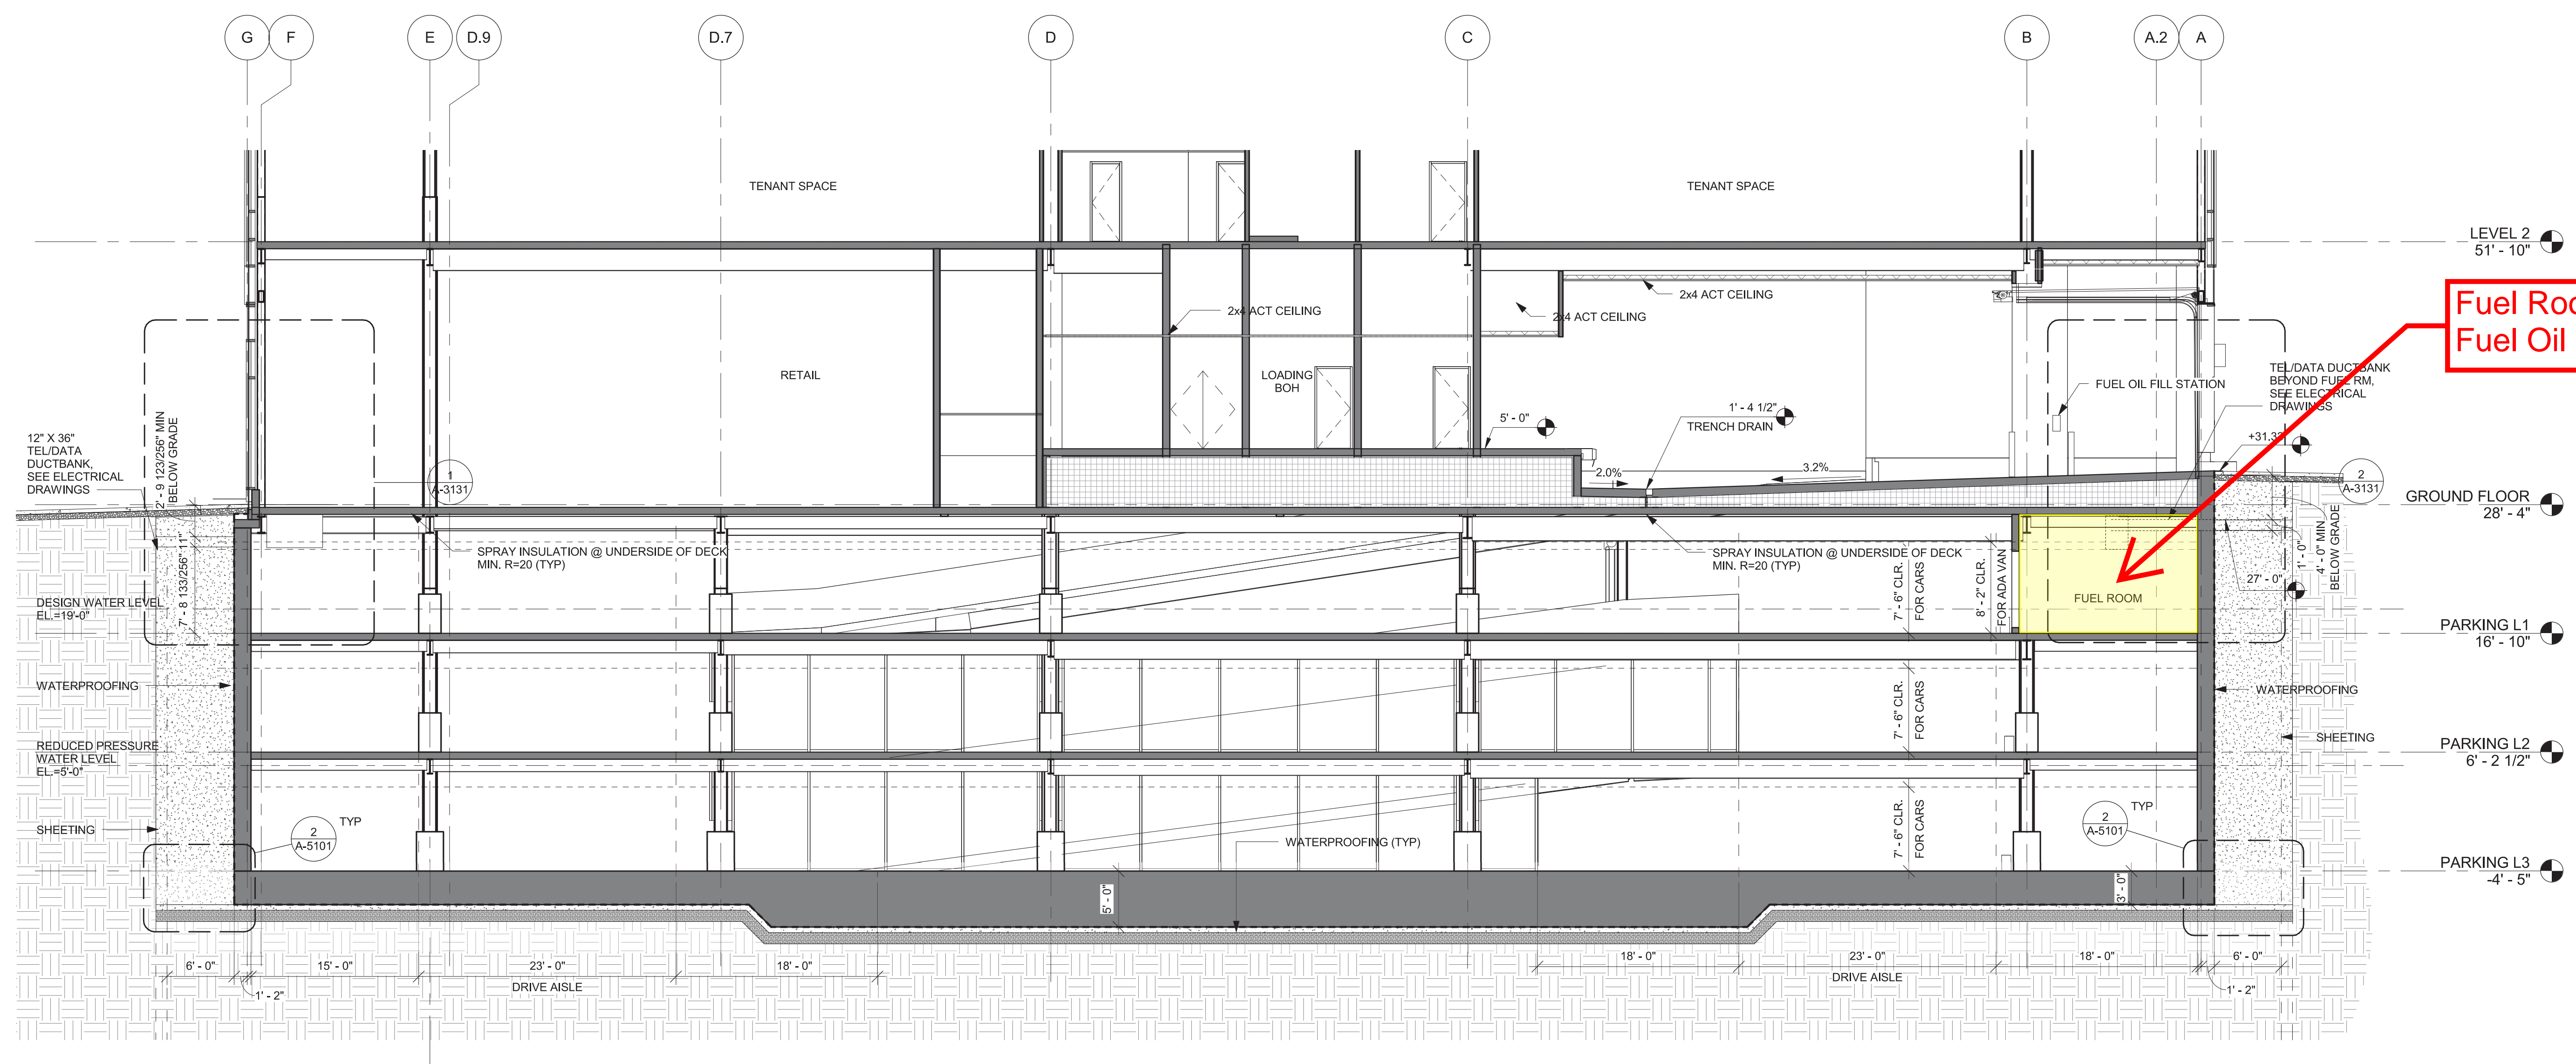 G
F
E
D.9
D.7
D
C
B
A.2
A
TENANT SPACE
TENANT SPACE
LEVEL 2
51' - 10"
2x4 ACT CEILING
2x4 ACT CEILING
2x4 ACT CEILING
Fuel
Fuel Oil
RETAIL
LOADING
BOH
FUEL OIL FILL STATION
TEL/DATA DUCTBANK
BEYOND FUEL RM,
SEE ELECTRICAL
DRAWINGS
5' - 0"
1' - 4 1/2"
TRENCH DRAIN
12" X 36"
TEL/DATA
DUCTBANK,
SEE ELECTRICAL
DRAWINGS
2' - 9 123/256" MIN
BELOW GRADE
1
A-3131
2.0%
3.2%
2
A-3131
GROUND FLOOR
28' - 4"
11"
7' - 8 133/256"
SPRAY INSULATION @ UNDERSIDE OF DECK
MIN. R=20 (TYP)
SPRAY INSULATION @ UNDERSIDE OF DECK
MIN. R=20 (TYP)
7' - 6" CLR.
FOR CARS
8' - 2" CLR.
FOR ADA VAN
FUEL ROOM
27' - 0"
1' - 0"
4' - 0" MIN
BELOW GRADE
DESIGN WATER LEVEL
EL.=19'-0"
PARKING L1
16' - 10"
WATERPROOFING
7' - 6" CLR.
FOR CARS
WATERPROOFING
REDUCED PRESSURE
WATER LEVEL
EL.=5'-0"
SHEETING
PARKING L2
6' - 2 1/2"
SHEETING
2
A-5101
TYP
WATERPROOFING (TYP)
7' - 6" CLR.
FOR CARS
2
A-5101
TYP
PARKING L3
-4' - 5"
5' - 0"
3' - 0"
6' - 0"
1' - 2"
15' - 0"
23' - 0"
DRIVE AISLE
18' - 0"
18' - 0"
23' - 0"
DRIVE AISLE
18' - 0"
6' - 0"
1' - 2"